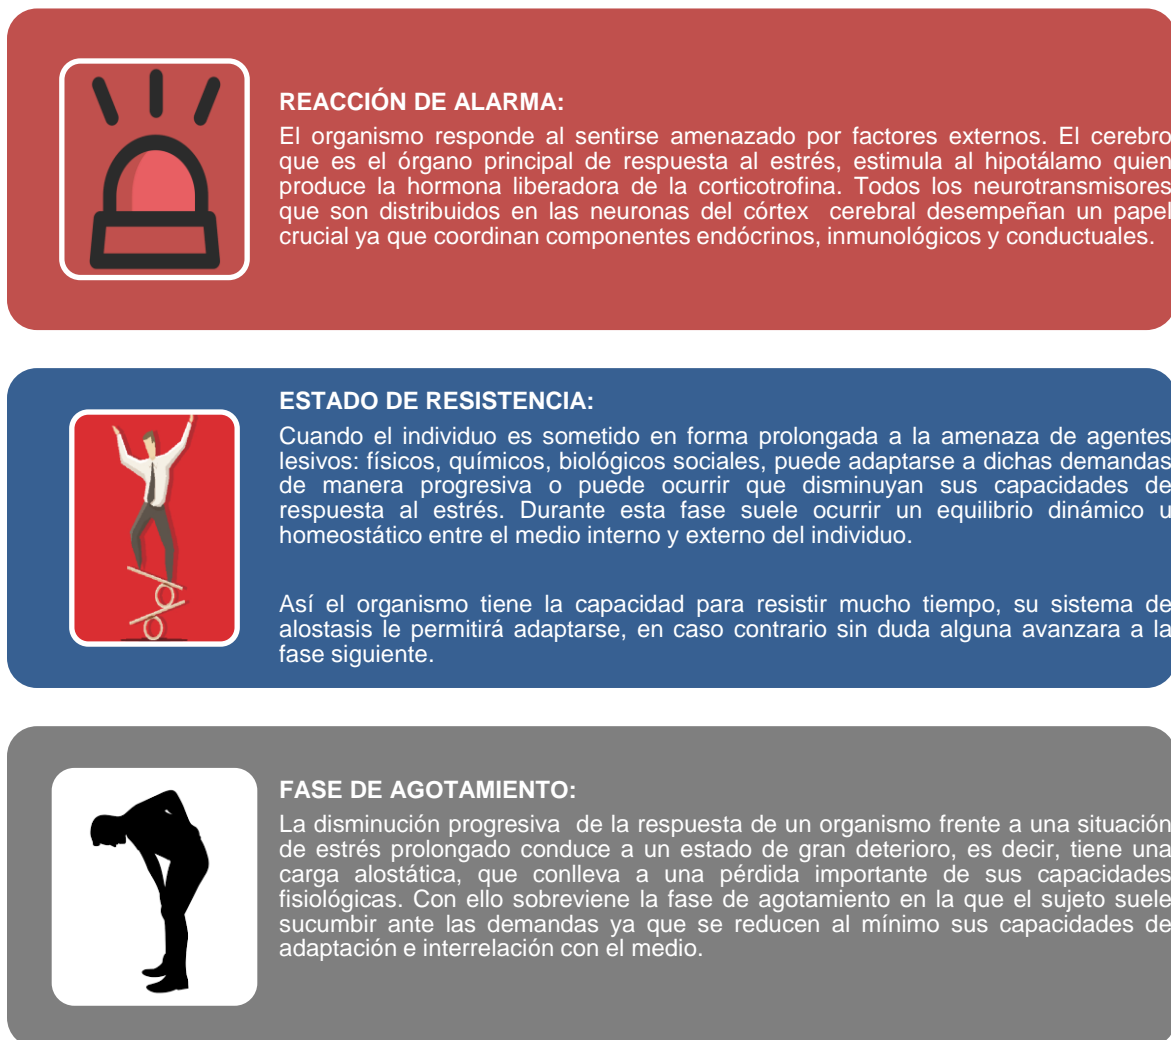 REACCIÓN DE ALARMA:
El organismo responde al sentirse amenazado por factores externos. El cerebro
que es el órgano principal de respuesta al estrés, estimula al hipotálamo quien
produce la hormona liberadora de la corticotrofina. Todos los neurotransmisores
que son distribuidos en las neuronas del córtex  cerebral desempeñan un papel
crucial ya que coordinan componentes endócrinos, inmunológicos y conductuales.
ESTADO DE RESISTENCIA:
Cuando el individuo es sometido en forma prolongada a la amenaza de agentes
lesivos: físicos, químicos, biológicos sociales, puede adaptarse a dichas demandas
de manera progresiva o puede ocurrir que disminuyan sus capacidades de
respuesta al estrés. Durante esta fase suele ocurrir un equilibrio dinámico u
homeostático entre el medio interno y externo del individuo.
Así el organismo tiene la capacidad para resistir mucho tiempo, su sistema de
alostasis le permitirá adaptarse, en caso contrario sin duda alguna avanzara a la
fase siguiente.
FASE DE AGOTAMIENTO:
La disminución progresiva  de la respuesta de un organismo frente a una situación
de estrés prolongado conduce a un estado de gran deterioro, es decir, tiene una
carga alostática, que conlleva a una pérdida importante de sus capacidades
fisiológicas. Con ello sobreviene la fase de agotamiento en la que el sujeto suele
sucumbir ante las demandas ya que se reducen al mínimo sus capacidades de
adaptación e interrelación con el medio.